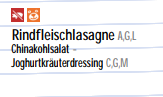 Rindfleischlasagne A,G,L
Chinakohlsalat -
Joghurtkräuterdressing C,G,M